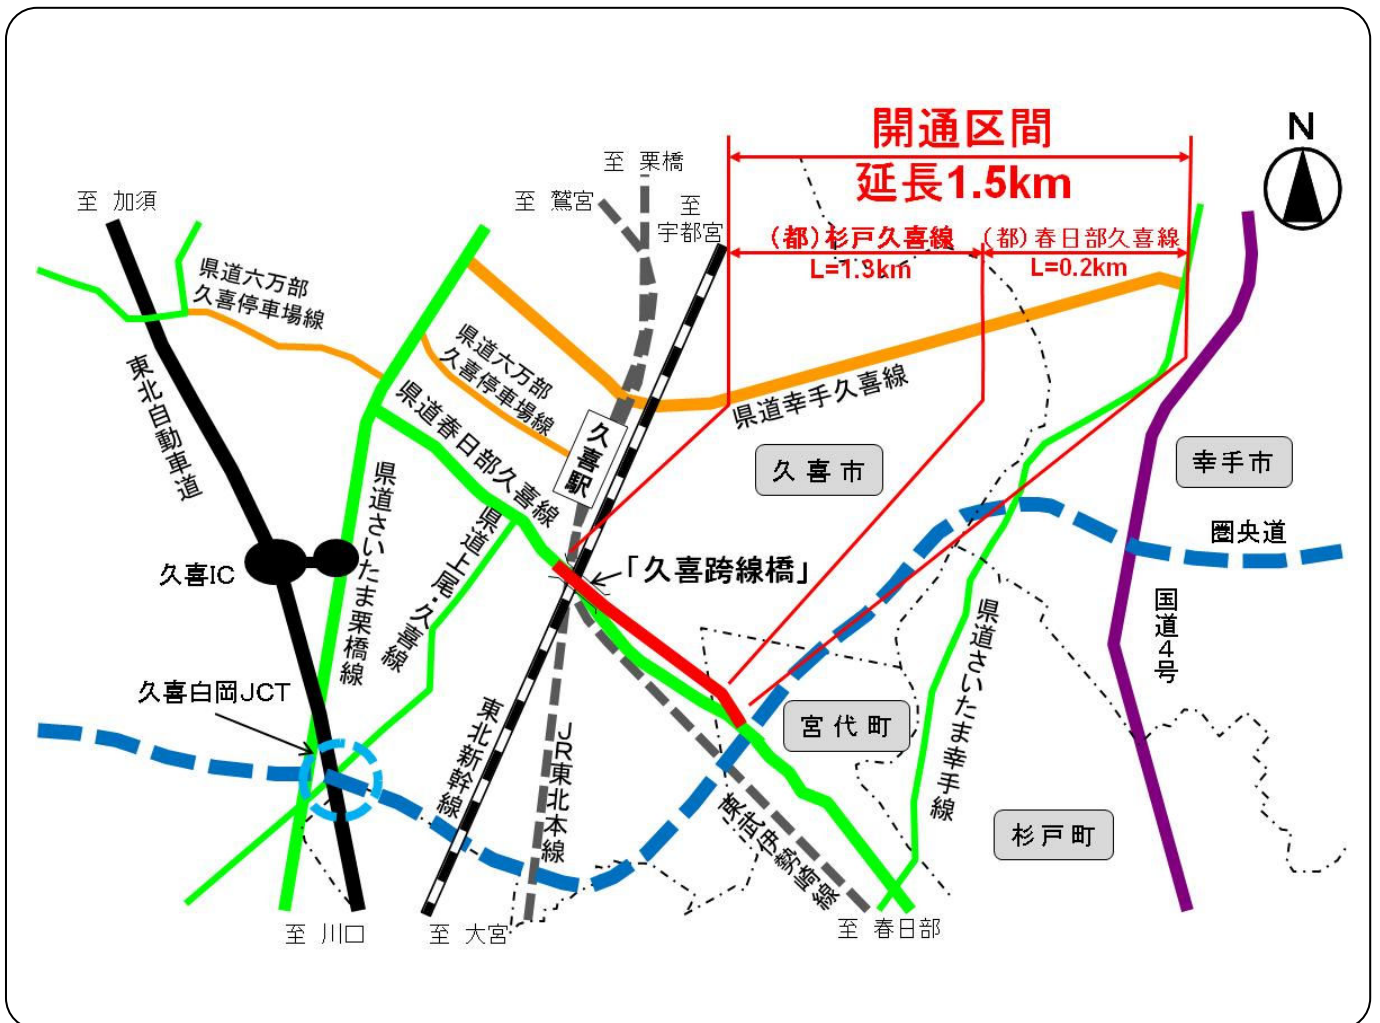 開通区間
延長1.5km
N
至 栗橋
至 鷲宮
至
宇都宮
至 加須
(都)杉戸久喜線
L=1.3km
(都)春日部久喜線
L=0.2km
県道六万部
久喜停車場線
県道六万部
久喜停車場線
東北自動車道
県道春日部久喜線
久喜駅
県道幸手久喜線
久喜市
幸手市
圏央道
県道さいたま栗橋線
県道上尾・久喜線
「久喜跨線橋」
久喜IC
国道4号
県道さいたま幸手線
久喜白岡JCT
宮代町
東北新幹線
JR東北本線
東武伊勢崎線
杉戸町
至 川口
至 大宮
至 春日部